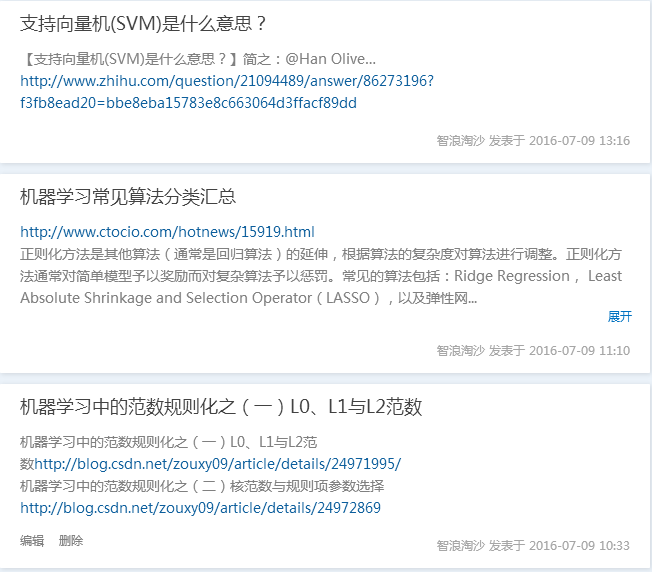 支持向量机(SVM)是什么意思？
【支持向量机(SVM)是什么意思？】简之：@Han Olive...
http://www.zhihu.com/question/21094489/answer/86273196?
f3fb8ead20=bbe8eba15783e8c663064d3ffacf89dd
智浪淘沙 发表于 2016-07-09 13:16
机器学习常见算法分类汇总
http://www.ctocio.com/hotnews/15919.html
正则化方法是其他算法（通常是回归算法）的延伸，根据算法的复杂度对算法进行调整。正则化方
法通常对简单模型予以奖励而对复杂算法予以惩罚。常见的算法包括：Ridge Regression， Least
Absolute Shrinkage and Selection Operator（LASSO），以及弹性网...
展开
智浪淘沙 发表于 2016-07-09 11:10
机器学习中的范数规则化之（一）L0、L1与L2范数
机器学习中的范数规则化之（一）L0、L1与L2范
数http://blog.csdn.net/zouxy09/article/details/24971995/
机器学习中的范数规则化之（二）核范数与规则项参数选择
http://blog.csdn.net/zouxy09/article/details/24972869
编辑 删除
智浪淘沙 发表于 2016-07-09 10:33